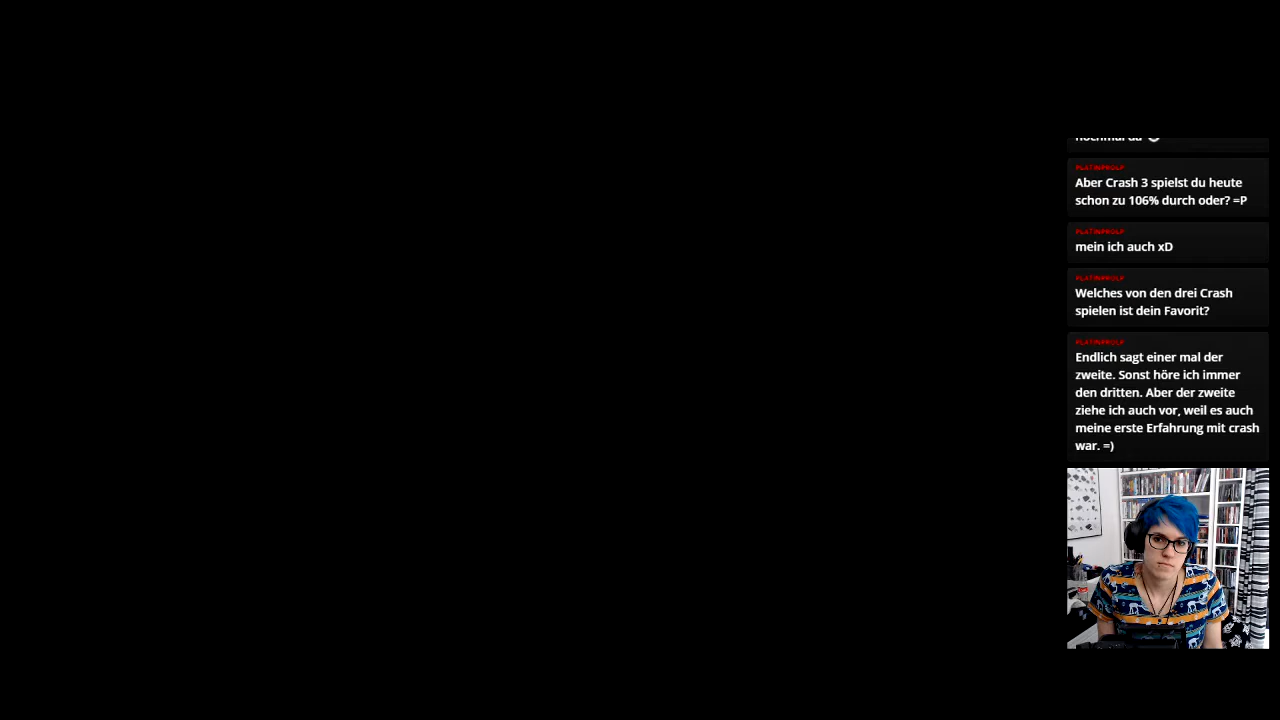 Aber Crash 3 spielst du heute
schon zu 106% durch oder? =P
mein ich auch xD
Welches von den drei Crash
spielen ist dein Favorit?
Endlich sagt einer mal der
zweite. Sonst höre ich immer
den dritten. Aber der zweite
ziehe ich auch vor, weil es auch
meine erste Erfahrung mit crash
war. =)